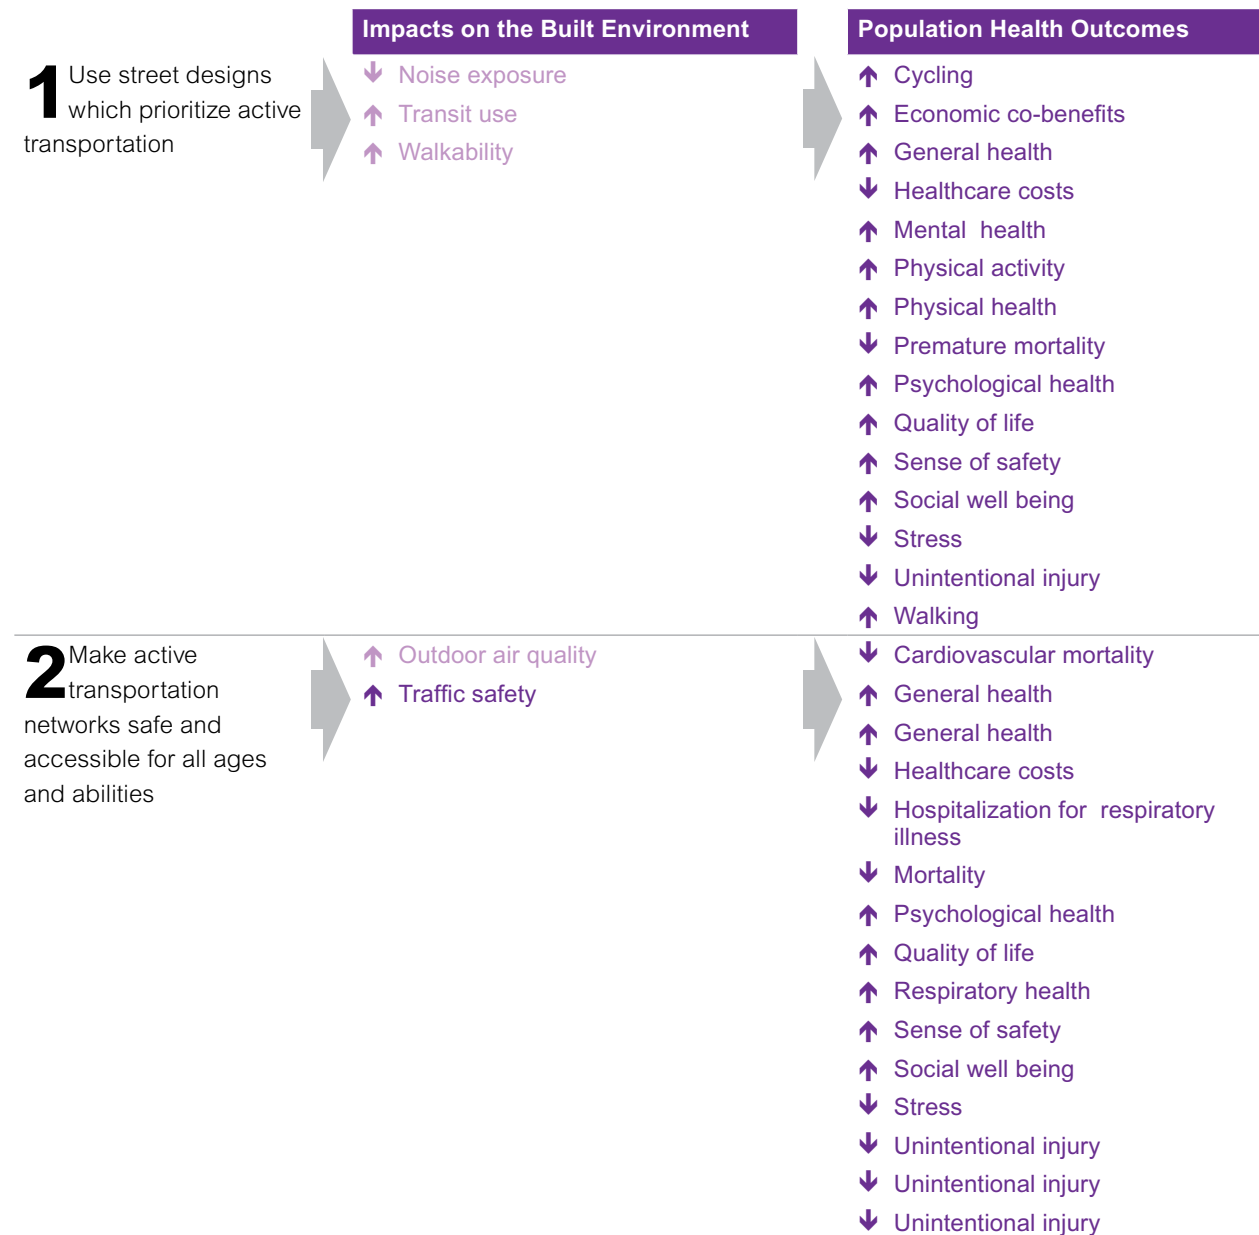 Impacts on the Built Environment
Population Health Outcomes
1 Use street designs
which prioritize active
transportation
↓ Noise exposure
↑ Transit use
↑ Walkability
↑ Cycling
↑ Economic co-benefits
↑ General health
↓ Healthcare costs
↑ Mental health
↑ Physical activity
↑ Physical health
↓ Premature mortality
↑ Psychological health
↑ Quality of life
↑ Sense of safety
↑ Social well being
↓ Stress
↓ Unintentional injury
↑ Walking
2 Make active
transportation
networks safe and
accessible for all ages
and abilities
↑ Outdoor air quality
↑ Traffic safety
↓ Cardiovascular mortality
↑ General health
↑ General health
↓ Healthcare costs
↓ Hospitalization for respiratory
illness
↓ Mortality
↑ Psychological health
↑ Quality of life
↑ Respiratory health
↑ Sense of safety
↑ Social well being
↓ Stress
↓ Unintentional injury
↓ Unintentional injury
↓ Unintentional injury